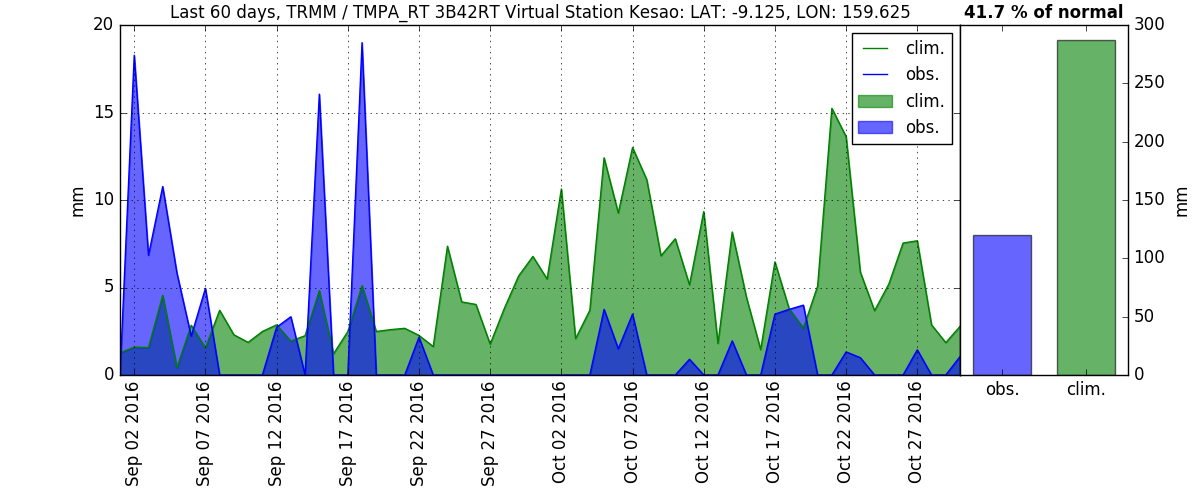 Last 60 days, TRMM / TMPA_RT 3B42RT Virtual Station Kesao: LAT: -9.125, LON: 159.625
41.7 % of normal
20
15
10
5
0
mm
clim.
obs.
clim.
obs.
300
250
200
150
100
50
0
mm
obs.
clim.
Sep 02 2016
Sep 07 2016
Sep 12 2016
Sep 17 2016
Sep 22 2016
Sep 27 2016
Oct 02 2016
Oct 07 2016
Oct 12 2016
Oct 17 2016
Oct 22 2016
Oct 27 2016